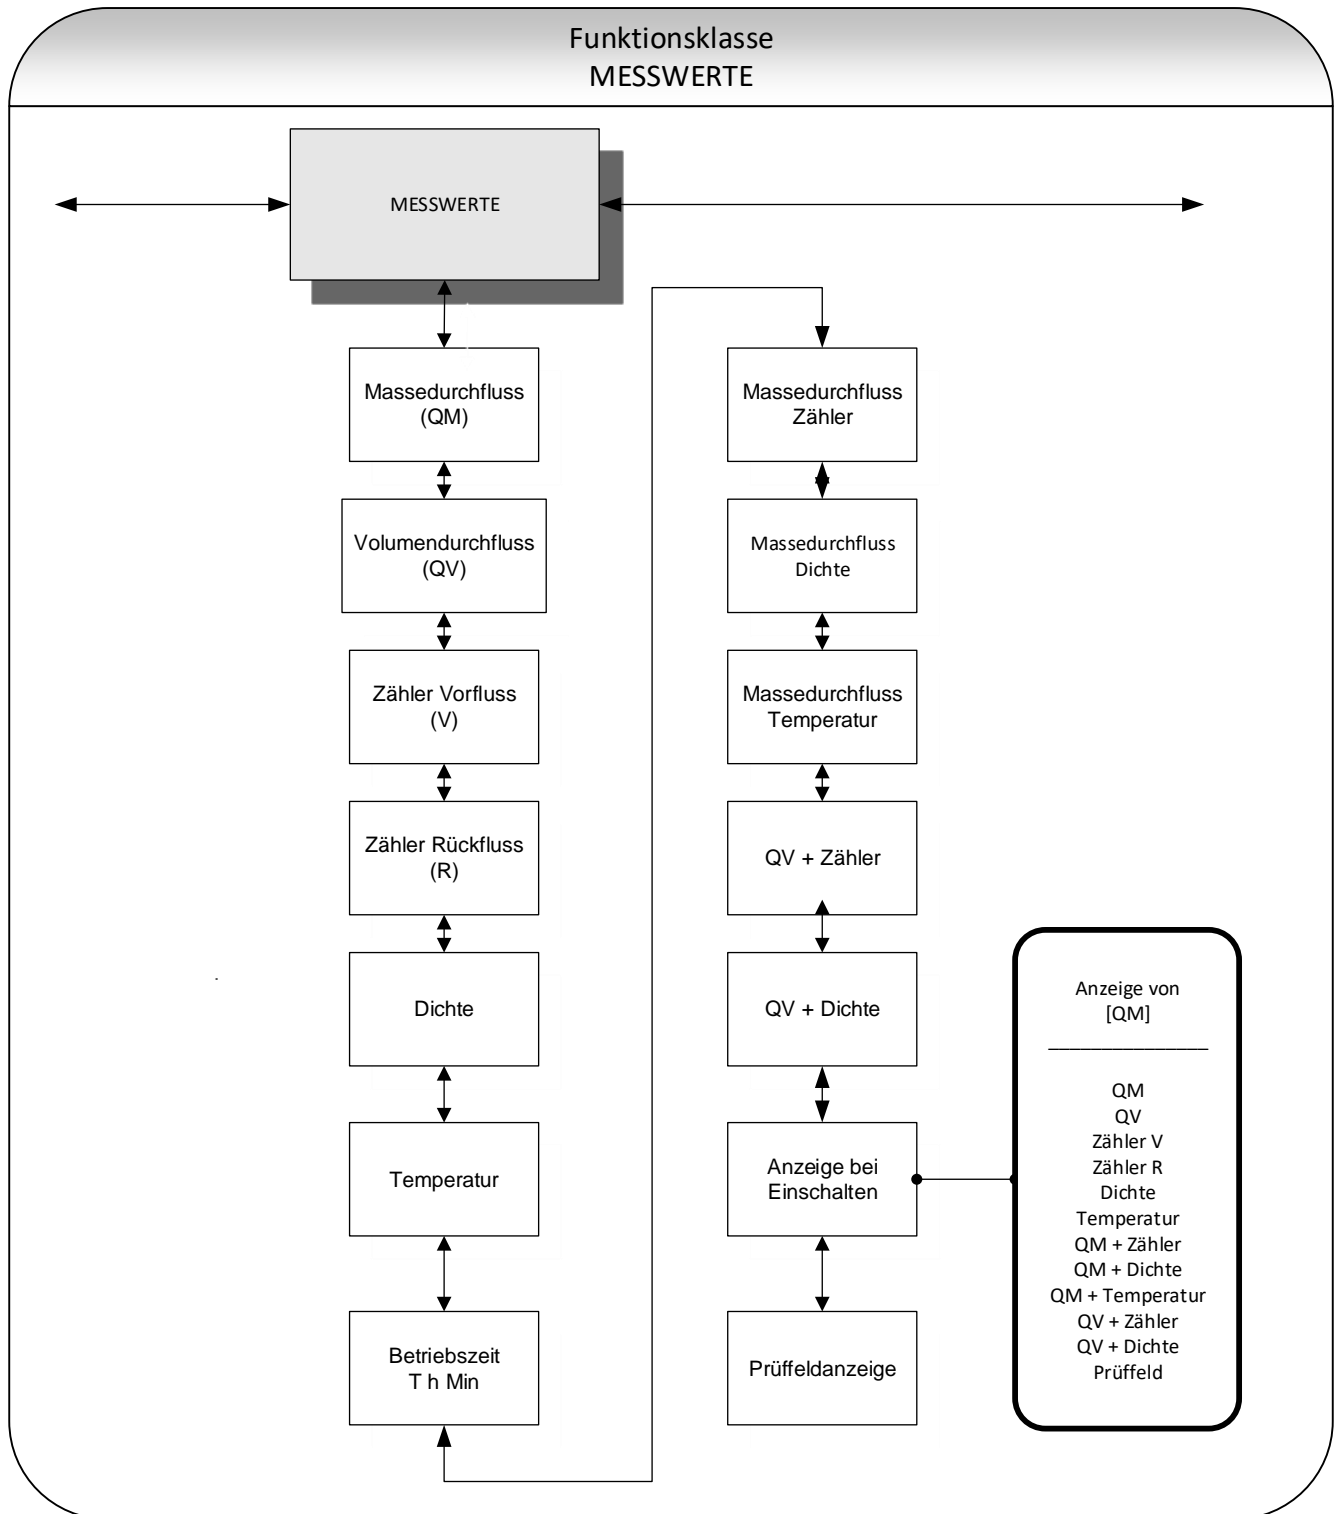 Funktionsklasse
MESSWERTE
MESSWERTE
Massedurchfluss
(QM)
Volumendurchfluss
(QV)
Zähler Vorfluss
(V)
Zähler Rückfluss
(R)
Dichte
Temperatur
Betriebszeit
T h Min
Massedurchfluss
Zähler
Massedurchfluss
Dichte
Massedurchfluss
Temperatur
QV + Zähler
QV + Dichte
Anzeige bei
Einschalten
Prüffeldanzeige
Anzeige von
[QM]
QM
QV
Zähler V
Zähler R
Dichte
Temperatur
QM + Zähler
QM + Dichte
QM + Temperatur
QV + Zähler
QV + Dichte
Prüffeld